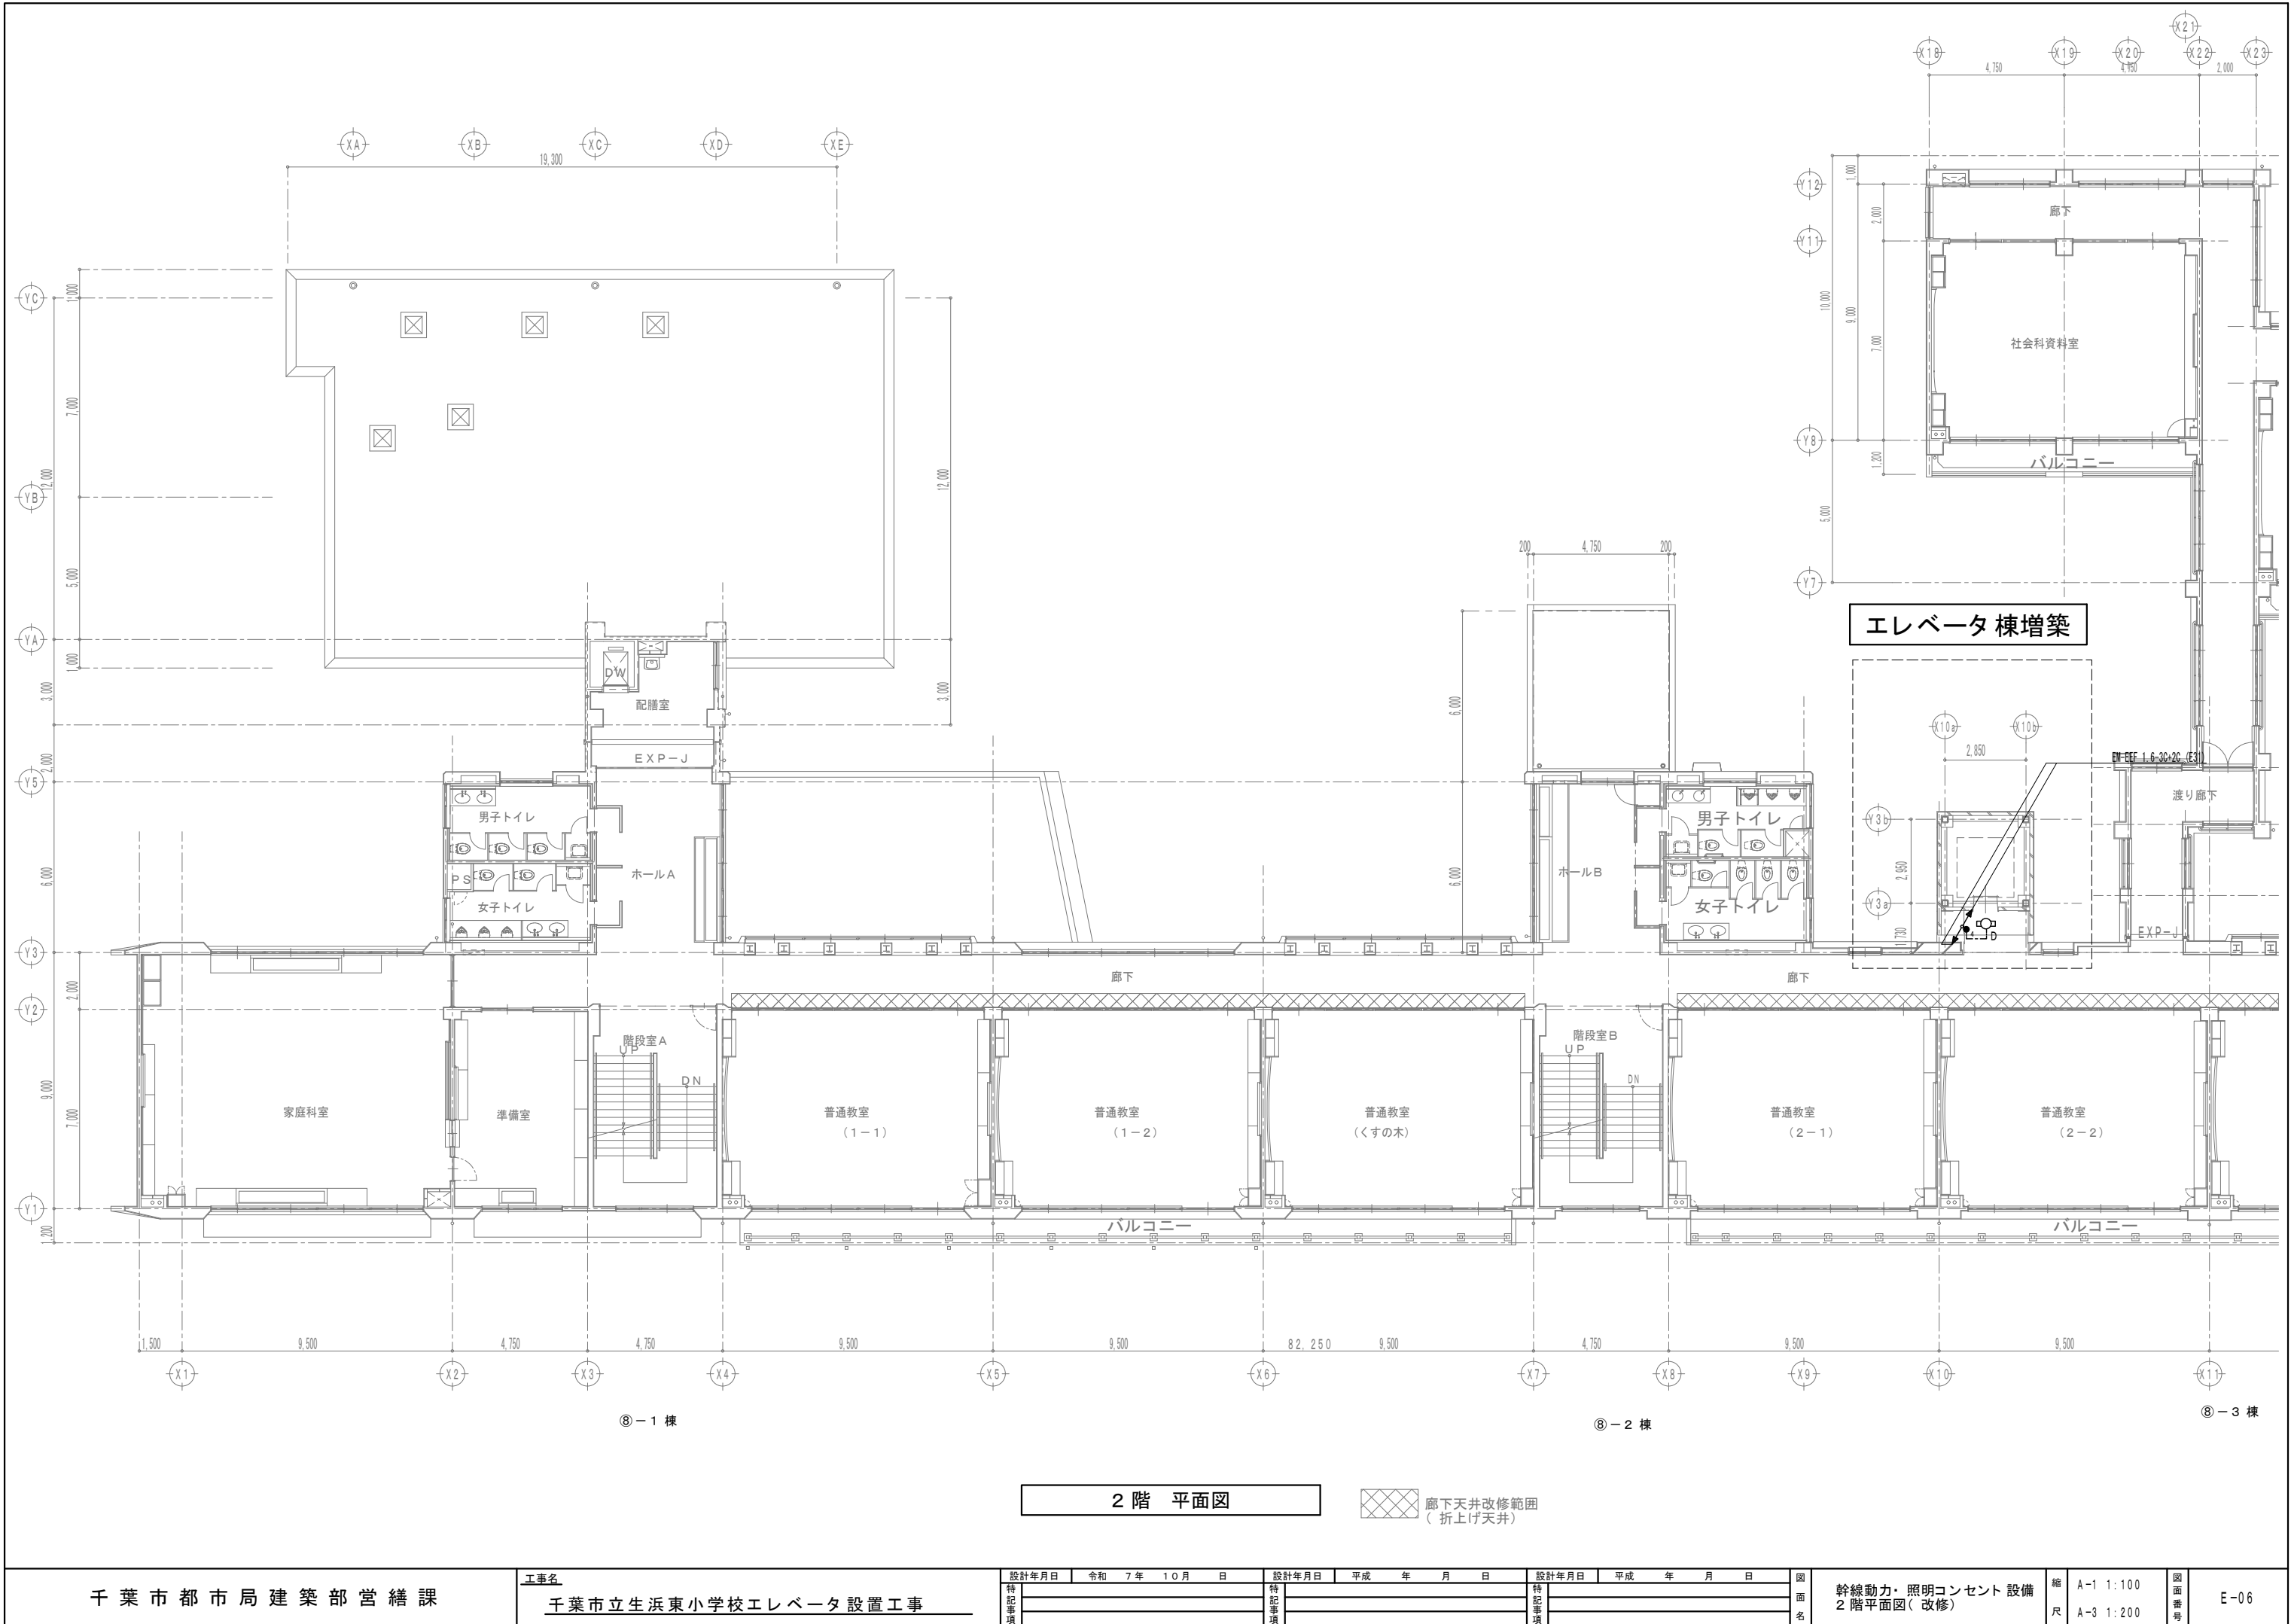 X21
X18
X19
X20
X22
X23
4,750
4,950
2,000
XA
XB
XC
XD
XE
19,300
Y12
Y11
Y8
Y7
1,000
2,000
10,000
9,000
7,000
1,200
5,000
廊下
社会科資料室
バルコニー
YC
YB
YA
Y5
Y3
Y2
Y1
1,000
7,000
12,000
5,000
1,000
3,000
2,000
6,000
2,000
9,000
7,000
1,200
12,000
3,000
200
4,750
200
6,000
6,000
エレベータ棟増築
X10a
X10b
2,850
EM-EEF 1.6-3C+2C (E31)
Y3b
Y3a
2,950
1,730
D
渡り廊下
EXP-J
DW
配膳室
EXP-J
男子トイレ
PS
女子トイレ
ホールA
ホールB
男子トイレ
女子トイレ
廊下
廊下
家庭科室
準備室
階段室A
UP
DN
普通教室
(1-1)
普通教室
(1-2)
普通教室
(くすの木)
階段室B
UP
DN
普通教室
(2-1)
普通教室
(2-2)
バルコニー
バルコニー
1,500
9,500
4,750
4,750
9,500
9,500
82,250
9,500
4,750
9,500
9,500
X1
X2
X3
X4
X5
X6
X7
X8
X9
X10
X11
⑧-1 棟
⑧-2 棟
⑧-3 棟
2階 平面図
廊下天井改修範囲
(折上げ天井)
千葉市都市局建築部営繕課
工事名
千葉市立生浜東小学校エレベータ設置工事
設計年月日 令和 7年 10月 日
特記事項
設計年月日 平成 年 月 日
特記事項
設計年月日 平成 年 月 日
特記事項
図面名
幹線動力・照明コンセント設備
2階平面図(改修)
縮尺
A-1 1:100
A-3 1:200
図面番号
E-06